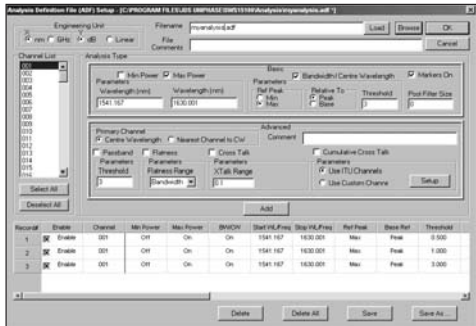 Analysis Definition File (ADF) Setup - (C:\PROGRAM FILES\UDS UNIPHASE\SWS15100\Analysis\myanalysis.adf *)
Engineering Unit
X Y
nm GHz dB Linear
Filename myanalysis.adf Load Browse OK
File Comments Cancel
Channel List
001
002
003
004
005
006
007
008
009
010
011
012
013
014
015
Select All
Deselect All
Analysis Type
Basic
Min Power Max Power Bandwidth/Centre Wavelength Markers On
Parameters Parameters
Wavelength(nm) Wavelength(nm) Ref Peak Relative To Threshold Post Filter Size
1541.167 1630.001 Min Peak 3 0
Max Base
Primary Channel Advanced
Centre Wavelength Nearest Channel to CW Comment
Passband Flatness Cross Talk Cumulative Cross Talk
Parameters Parameters Parameters Parameters
Threshold Flatness Range XTalk Range Use ITU Channels
3 Bandwidth 0.1 Use Custom Channe Setup
Add
Record# Enable Channel Min Power Max Power BW/CW Start WL/Freq Stop WL/Freq Ref Peak Base Ref Threshold
1 Enable 001 Off On On 1541.167 1630.001 Max Peak 0.500
2 Enable 001 Off On On 1541.167 1630.001 Max Peak 1.000
3 Enable 001 Off On On 1541.167 1630.001 Max Peak 3.000
Delete Delete All Save Save As ...